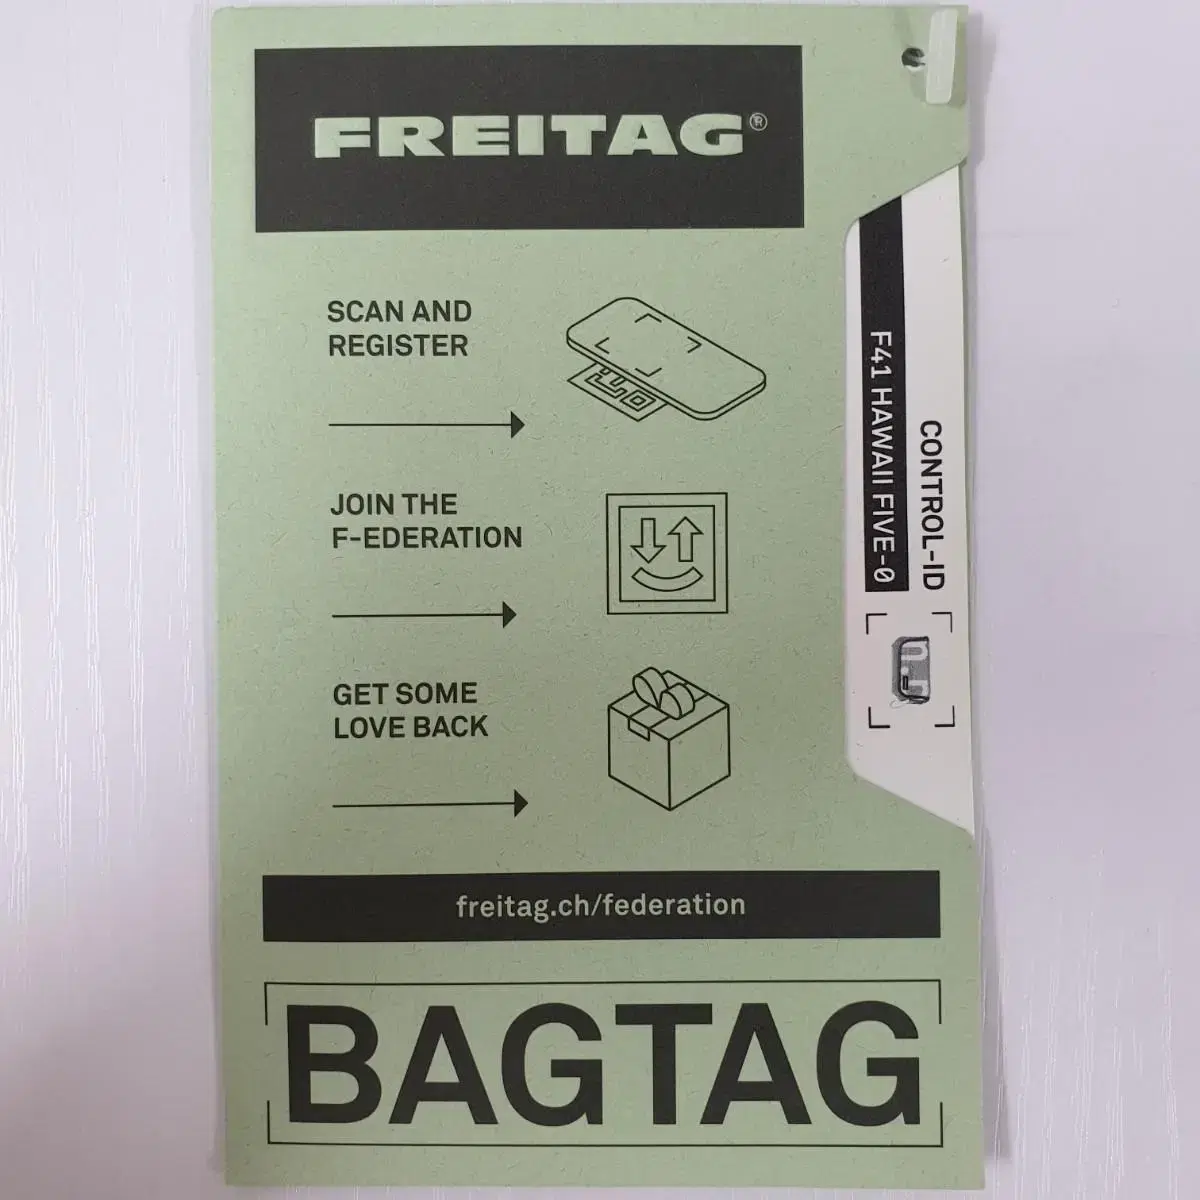 FREITAG®
SCAN AND
REGISTER
JOIN THE
F-EDERATION
GET SOME
LOVE BACK
CONTROL-ID
F41 HAWAII FIVE-0
freitag.ch/federation
BAGTAG